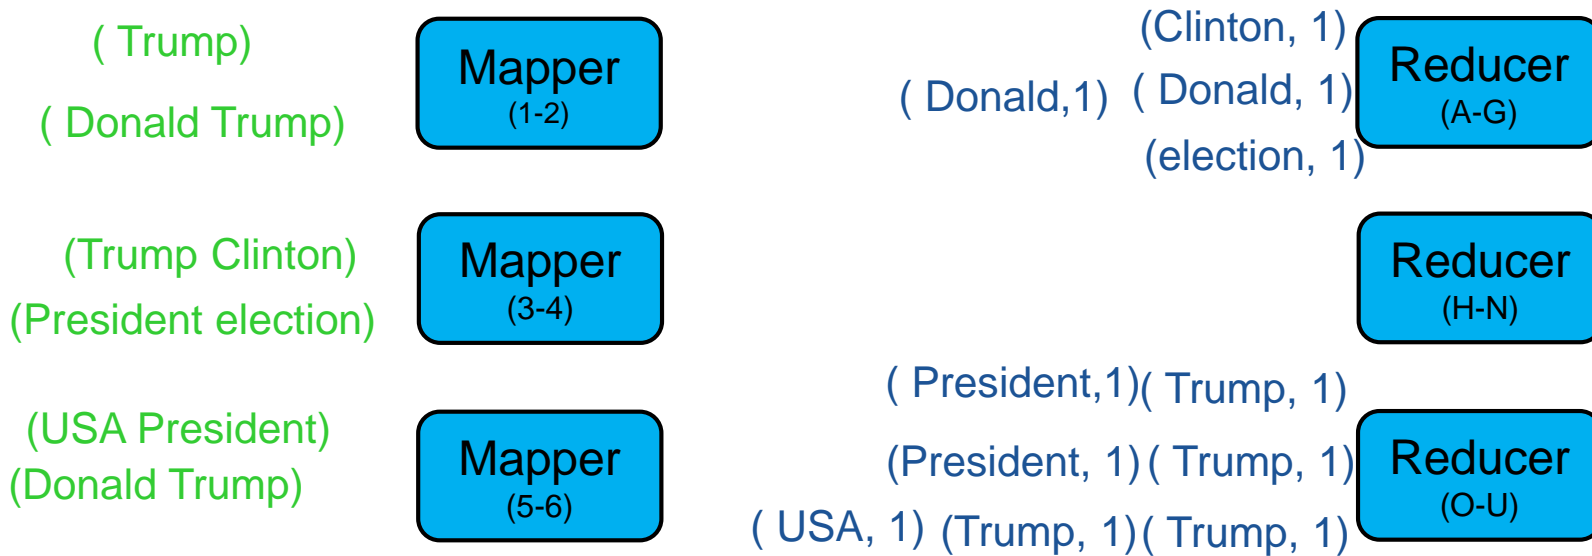 ( Trump)
( Donald Trump)
Mapper
(1-2)
(Trump Clinton)
(President election)
Mapper
(3-4)
(USA President)
(Donald Trump)
Mapper
(5-6)
(Clinton, 1)
( Donald,1) ( Donald, 1)
(election, 1)
Reducer
(A-G)
Reducer
(H-N)
( President,1)( Trump, 1)
(President, 1)( Trump, 1)
( USA, 1) (Trump, 1)( Trump, 1)
Reducer
(O-U)